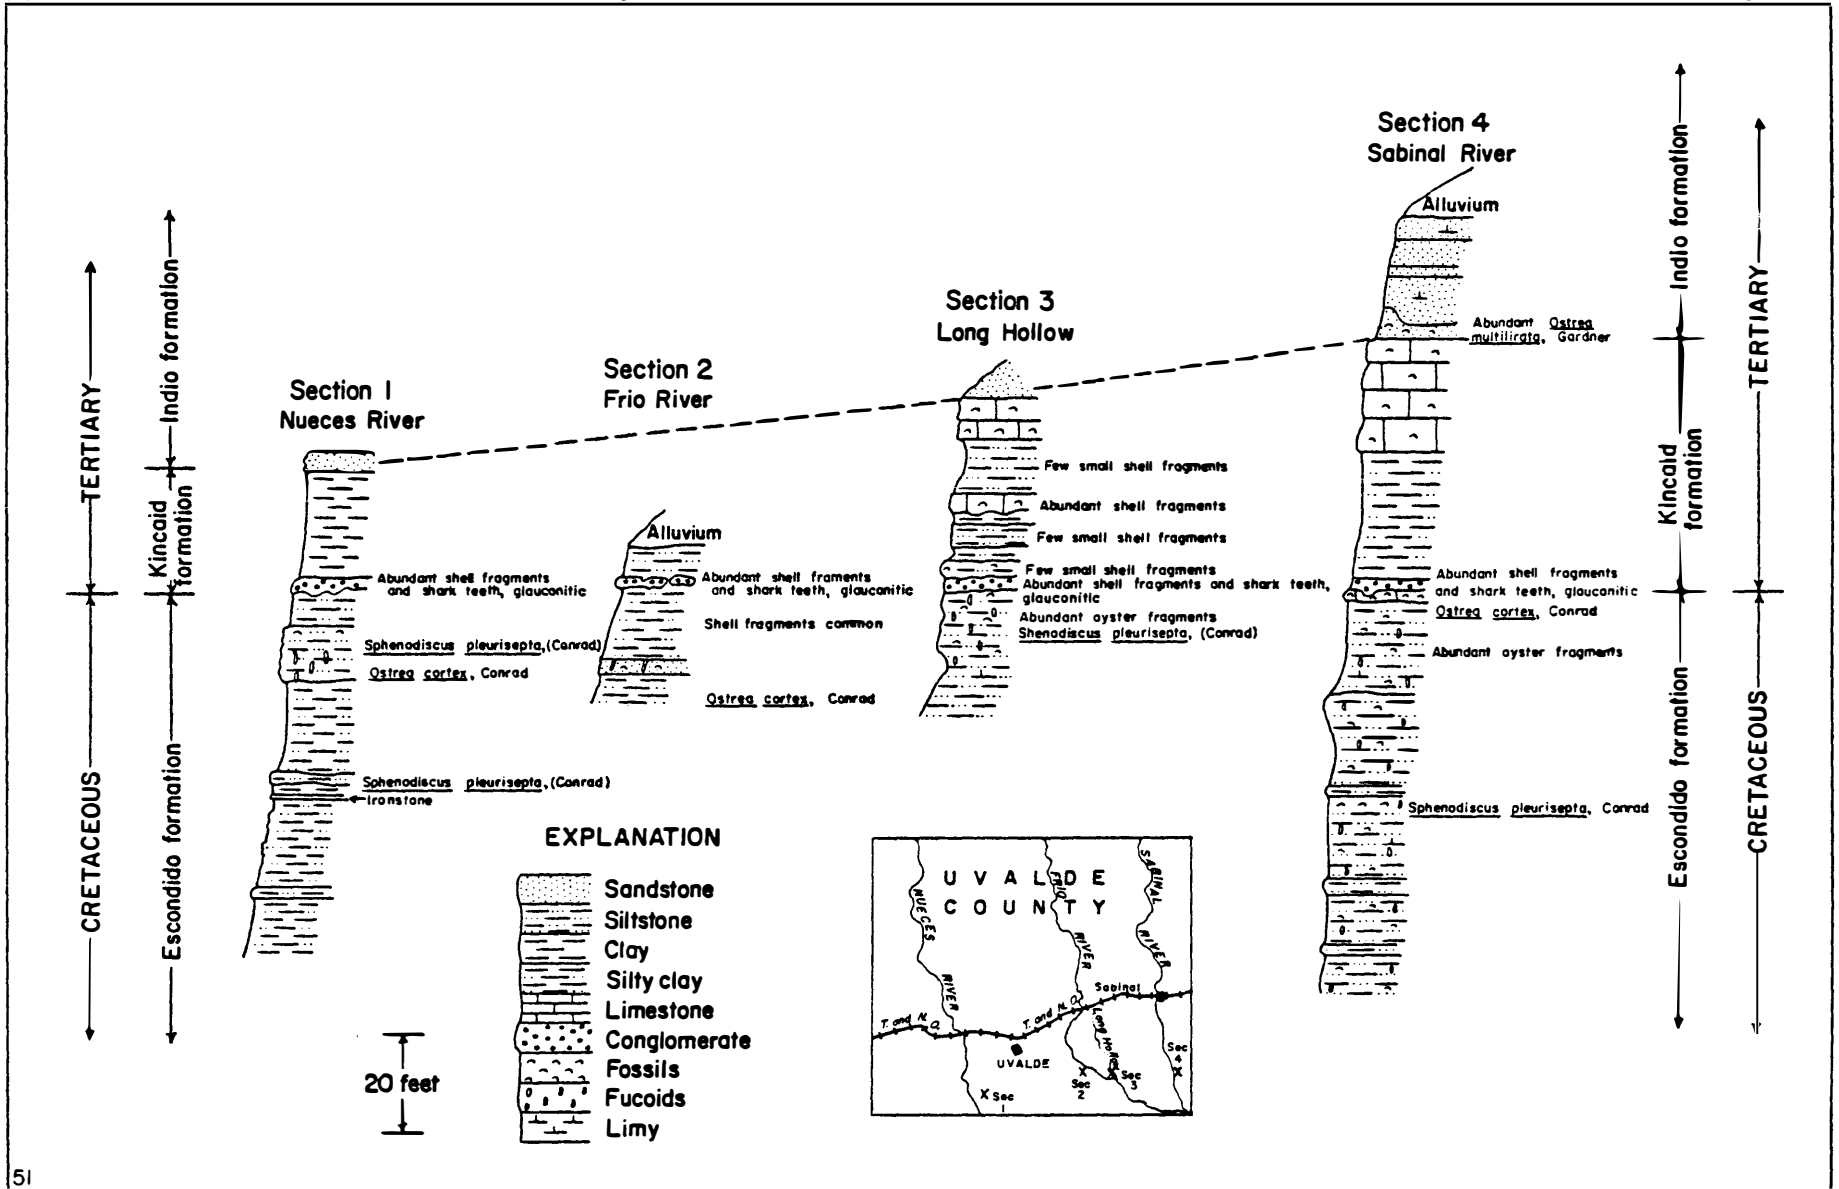 Section 4
Sabinal River
Alluvium
Abundant Ostrea
multilirata, Gardner
Abundant shell fragments
and shark teeth, glauconitic
Ostrea cortex, Conrad
Abundant oyster fragments
Sphenodiscus pleurisepta, Conrad
Indio formation
Kincaid
formation
Escondido formation
TERTIARY
CRETACEOUS
Section 3
Long Hollow
Few small shell fragments
Abundant shell fragments
Few small shell fragments
Few small shell fragments
Abundant shell fragments and shark teeth,
glauconitic
Abundant oyster fragments
Shenodiscus pleurisepta, (Conrad)
Section 2
Frio River
Alluvium
Abundant shell framents
and shark teeth, glauconitic
Shell fragments common
Ostrea cortex, Conrad
Section 1
Nueces River
Abundant shell fragments
and shark teeth, glauconitic
Sphenodiscus pleurisepta, (Conrad)
Ostrea cortex, Conrad
Sphenodiscus pleurisepta, (Conrad)
Ironstone
TERTIARY
CRETACEOUS
Indio formation
Kincaid
formation
Escondido formation
EXPLANATION
Sandstone
Siltstone
Clay
Silty clay
Limestone
Conglomerate
Fossils
Fucoids
Limy
20 feet
UVALDE
COUNTY
NUECES
RIVER
FRIO
RIVER
SABINAL
RIVER
Sabinal
T. and N. O.
T. and N. O.
UVALDE
Long Hollow
Sec
4
X
X
Sec
2
Sec
3
X Sec
1
51